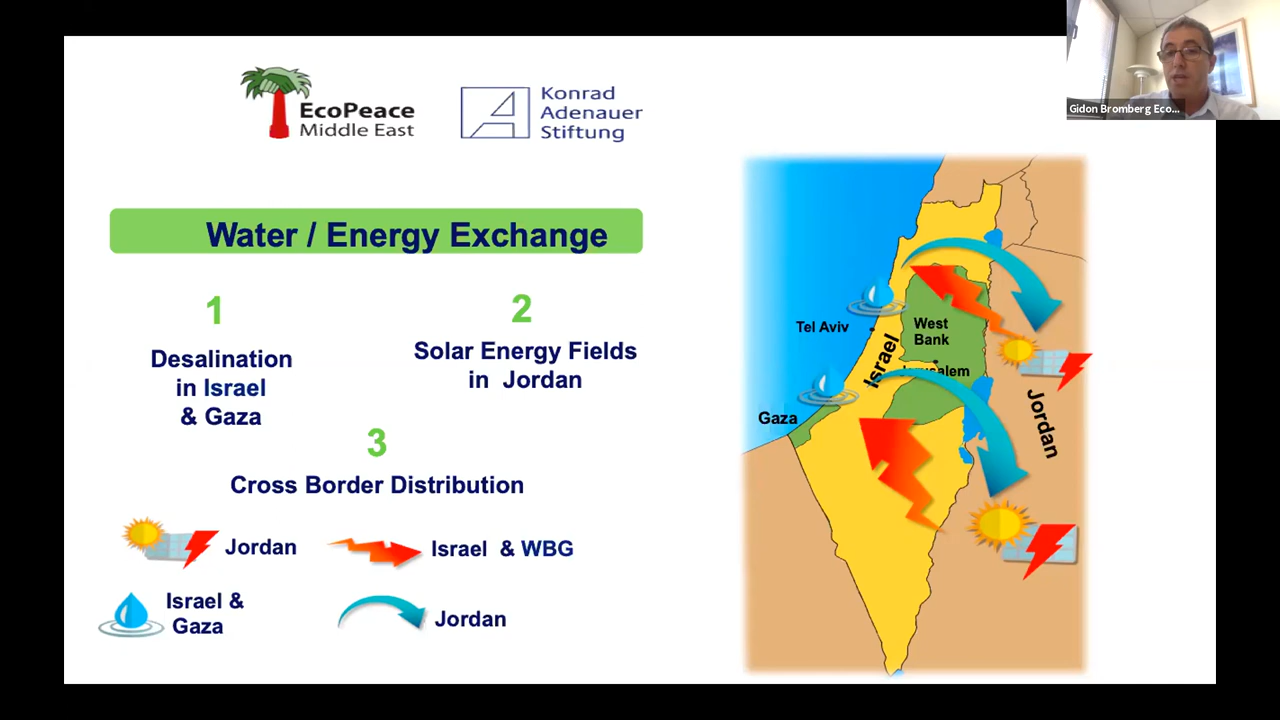 Gidon Bromberg Eco...
EcoPeace
Middle East
Konrad
Adenauer
Stiftung
Water / Energy Exchange
1
Desalination
in Israel
& Gaza
2
Solar Energy Fields
in Jordan
3
Cross Border Distribution
Jordan
Israel & WBG
Israel &
Gaza
Jordan
Tel Aviv
West
Bank
Israel
Jerusalem
Gaza
Jordan